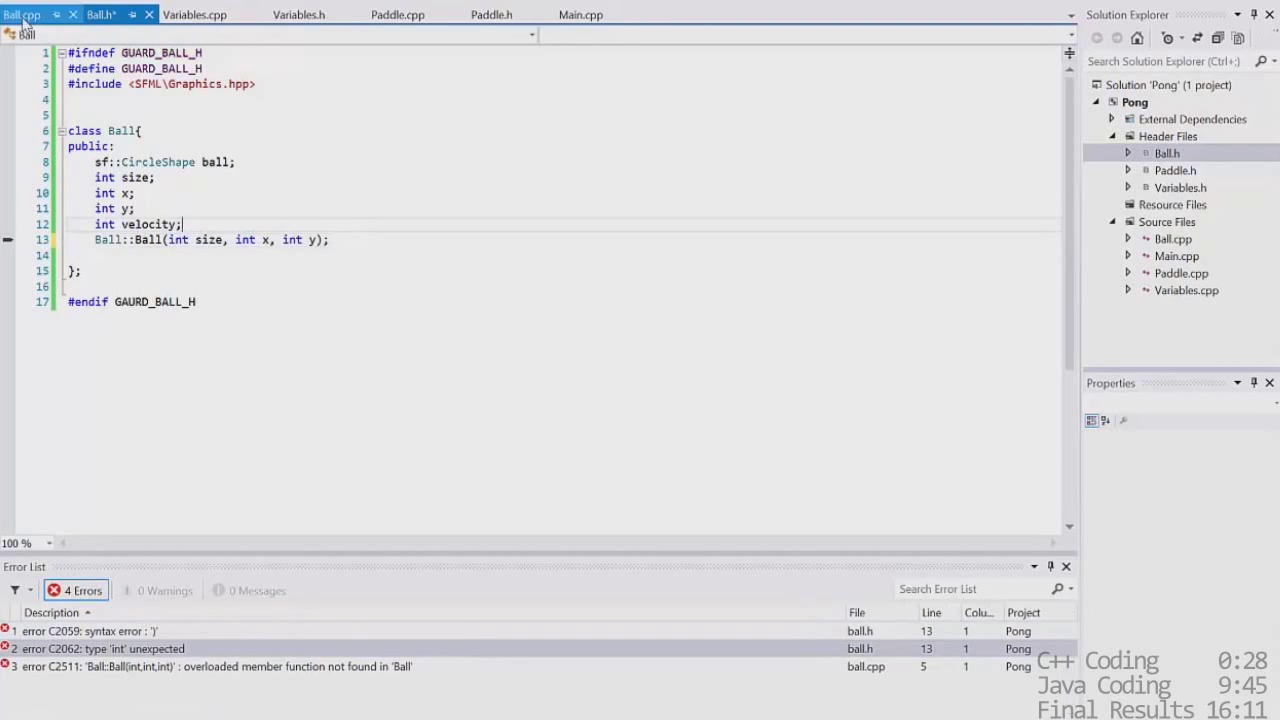 Ball.cpp Ball.h* Variables.cpp Variables.h Paddle.cpp Paddle.h Main.cpp
Ball
1 #ifndef GUARD_BALL_H
2 #define GUARD_BALL_H
3 #include <SFML\Graphics.hpp>
4
5
6 class Ball{
7 public:
8 sf::CircleShape ball;
9 int size;
10 int x;
11 int y;
12 int velocity;
13 Ball::Ball(int size, int x, int y);
14
15 };
16
17 #endif GAURD_BALL_H
100 %
Solution Explorer
Search Solution Explorer (Ctrl+;)
Solution 'Pong' (1 project)
Pong
External Dependencies
Header Files
Ball.h
Paddle.h
Variables.h
Resource Files
Source Files
Ball.cpp
Main.cpp
Paddle.cpp
Variables.cpp
Properties
Error List
4 Errors 0 Warnings 0 Messages Search Error List
Description File Line Colu... Project
1 error C2059: syntax error : ')' ball.h 13 1 Pong
2 error C2062: type 'int' unexpected ball.h 13 1 Pong
3 error C2511: 'Ball::Ball(int,int,int)' : overloaded member function not found in 'Ball' ball.cpp 5 1 Pong
C++ Coding 0:28
Java Coding 9:45
Final Results 16:11